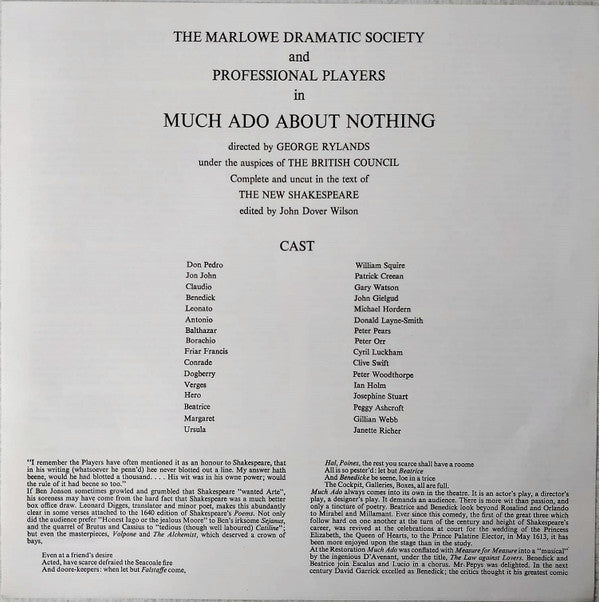 THE MARLOWE DRAMATIC SOCIETY
and
PROFESSIONAL PLAYERS
in
MUCH ADO ABOUT NOTHING
directed by GEORGE RYLANDS
under the auspices of THE BRITISH COUNCIL
Complete and uncut in the text of
THE NEW SHAKESPEARE
edited by John Dover Wilson
CAST
Don Pedro William Squire
Jon John Patrick Creean
Claudio Gary Watson
Benedick John Gielgud
Leonato Michael Hordern
Antonio Donald Layne-Smith
Balthazar Peter Pears
Borachio Peter Orr
Friar Francis Cyril Luckham
Conrade Clive Swift
Dogberry Peter Woodthorpe
Verges Ian Holm
Hero Josephine Stuart
Beatrice Peggy Ashcroft
Margaret Gillian Webb
Ursula Janette Richer
"I remember the Players have often mentioned it as an honour to Shakespeare, that
in his writing (whatsoever he penn'd) hee never blotted out a line. My answer hath
beene, would he had blotted a thousand. . . . His wit was in his owne power; would
the rule of it had beene so too."
If Ben Jonson sometimes growled and grumbled that Shakespeare "wanted Arte",
his soreness may have come from the hard fact that Shakespeare was a much better
box office draw. Leonard Digges, translator and minor poet, makes this abundantly
clear in some verses attached to the 1640 edition of Shakespeare's Poems. Not only
did the audience prefer "Honest Iago or the jealous Moore" to Ben's irksome Sejanus,
and the quarrel of Brutus and Cassius to "tedious (though well laboured) Catiline";
but even the masterpieces, Volpone and The Alchemist, which deserved a crown of
bays,
Even at a friend's desire
Acted, have scarce defraied the Seacoale fire
And doore-keepers: when let but Falstaffe come,
Hal, Poines, the rest you scarce shall have a roome
All is so pester'd: let but Beatrice
And Benedicke be seene, loe in a trice
The Cockpit, Galleries, Boxes, all are full.
Much Ado always comes into its own in the theatre. It is an actor's play, a director's
play, a designer's play. It demands an audience. There is more wit than passion, and
only a tincture of poetry. Beatrice and Benedick look beyond Rosalind and Orlando
to Mirabel and Millamant. Ever since this comedy, the first of the great three which
follow hard on one another at the turn of the century and height of Shakespeare's
career, was revived at the celebrations at court for the wedding of the Princess
Elizabeth, the Queen of Hearts, to the Prince Palatine Elector, in May 1613, it has
been more enjoyed upon the stage than in the study.
At the Restoration Much Ado was conflated with Measure for Measure into a "musical"
by the ingenious D'Avenant, under the title, The Law against Lovers. Benedick and
Beatrice join Escalus and Lucio in a chorus. Mr Pepys was delighted. In the next
century David Garrick excelled as Benedick; the critics thought it his greatest comic